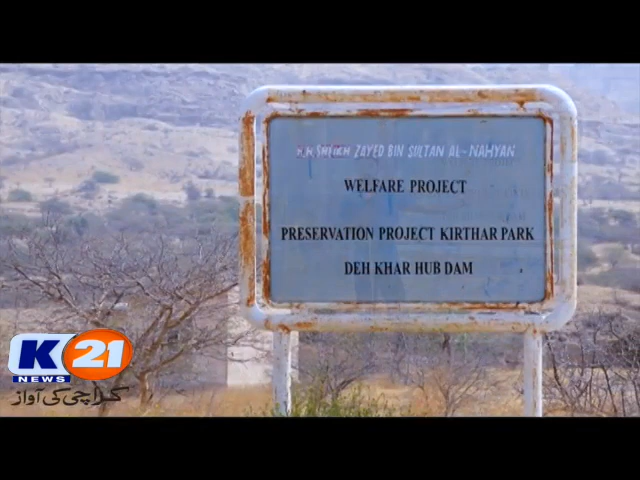 H.H. SHEIKH ZAYED BIN SULTAN AL-NAHYAN
WELFARE PROJECT
PRESERVATION PROJECT KIRTHAR PARK
DEH KHAR HUB DAM
K21
NEWS
کراچی کی آواز